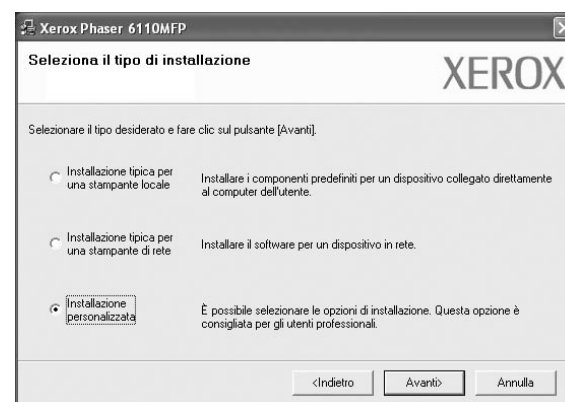 Xerox Phaser 6110MFP
Seleziona il tipo di installazione
XEROX
Selezionare il tipo desiderato e fare clic sul pulsante [Avanti].
Installazione tipica per
una stampante locale
Installare i componenti predefiniti per un dispositivo collegato direttamente
al computer dell'utente.
Installazione tipica per
una stampante di rete
Installare il software per un dispositivo in rete.
Installazione
personalizzata
È possibile selezionare le opzioni di installazione. Questa opzione è
consigliata per gli utenti professionali.
<Indietro
Avanti>
Annulla